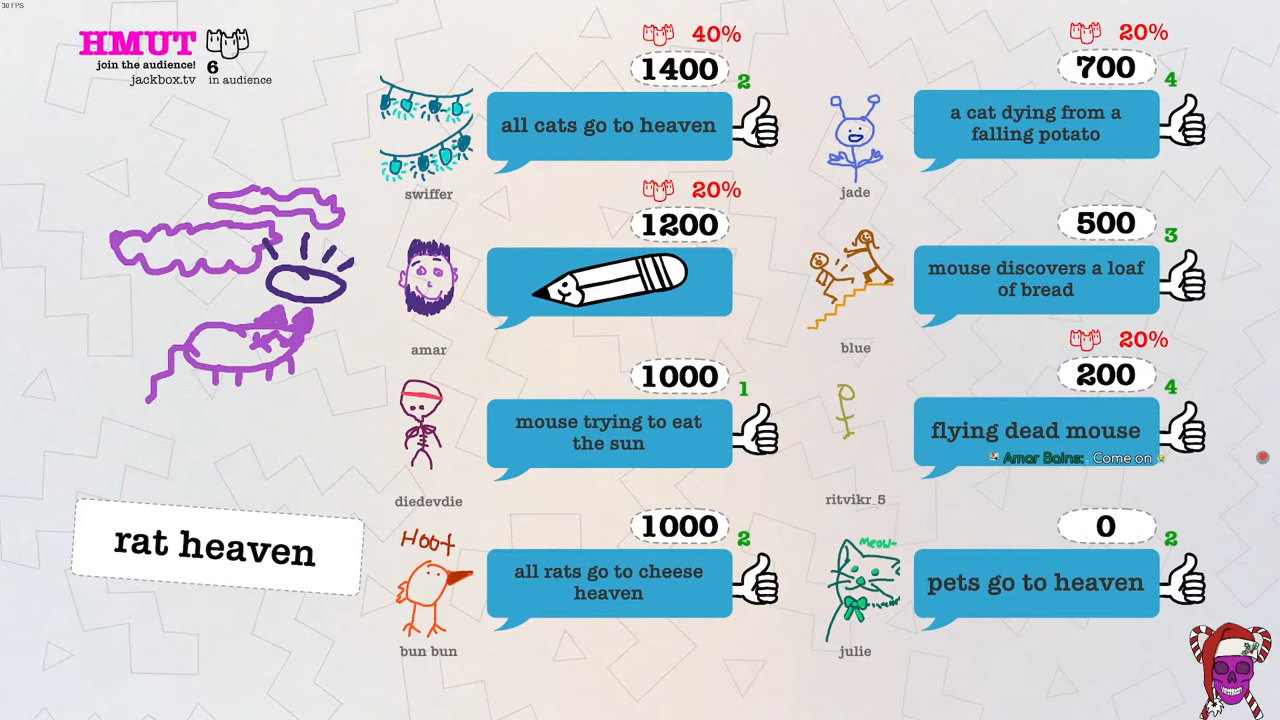 30 FPS
HMUT
join the audience!
jackbox.tv
6
in audience
40%
1400
2
all cats go to heaven
swiffer
20%
1200
amar
1000
1
mouse trying to eat
the sun
diedevdie
1000
2
Hoot
all rats go to cheese
heaven
bun bun
20%
700
4
a cat dying from a
falling potato
jade
500
3
mouse discovers a loaf
of bread
blue
20%
200
4
flying dead mouse
Amar Bains: Come on
ritvikr_5
0
2
meow
pets go to heaven
julie
rat heaven